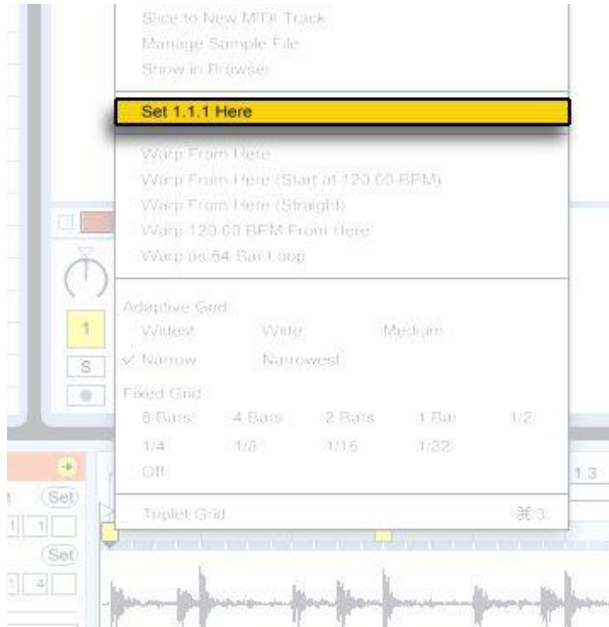 Slice to New MIDI Track
Manage Sample File
Show in Browser
Set 1.1.1 Here
Warp From Here
Warp From Here (Start at 120.00 BPM)
Warp From Here (Straight)
Warp 120.00 BPM From Here
Warp as 64-Bar Loop
Adaptive Grid:
Widest Wide Medium
✓ Narrow Narrowest
Fixed Grid:
8 Bars 4 Bars 2 Bars 1 Bar 1/2
1/4 1/8 1/16 1/32
Off
Triplet Grid ⌘3
1
S
1.3
Set
1 1
Set
1 4